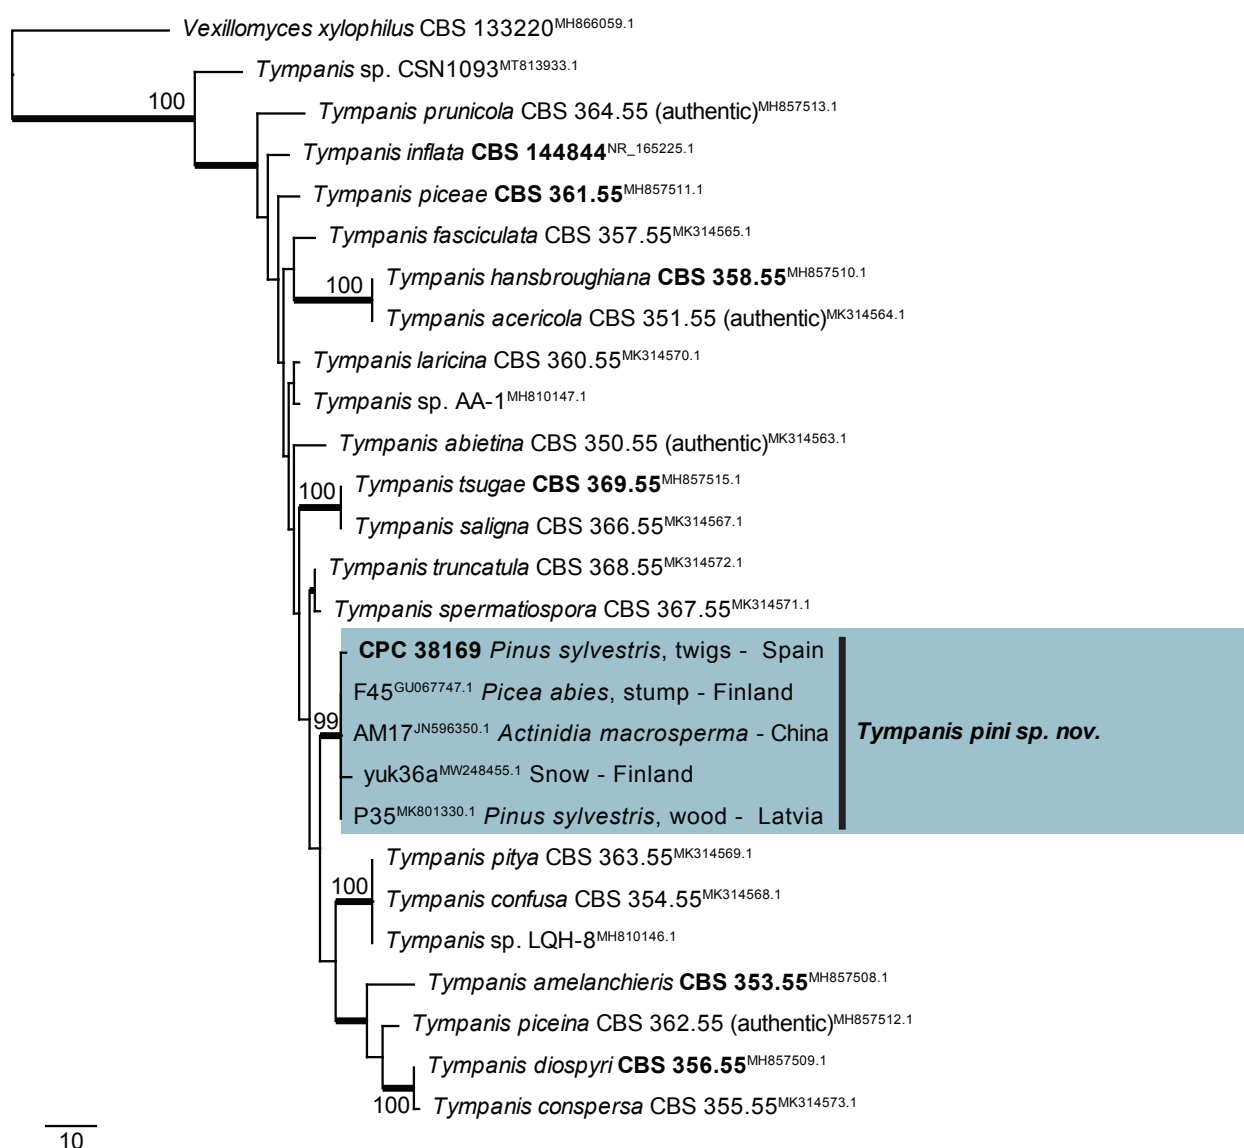 Vexillomyces xylophilus CBS 133220MH866059.1
Tympanis sp. CSN1093MT813933.1
100
Tympanis prunicola CBS 364.55 (authentic)MH857513.1
Tympanis inflata CBS 144844NR_165225.1
Tympanis piceae CBS 361.55MH857511.1
Tympanis fasciculata CBS 357.55MK314565.1
Tympanis hansbroughiana CBS 358.55MH857510.1
100
Tympanis acericola CBS 351.55 (authentic)MK314564.1
Tympanis laricina CBS 360.55MK314570.1
Tympanis sp. AA-1MH810147.1
Tympanis abietina CBS 350.55 (authentic)MK314563.1
Tympanis tsugae CBS 369.55MH857515.1
100
Tympanis saligna CBS 366.55MK314567.1
Tympanis truncatula CBS 368.55MK314572.1
Tympanis spermatiospora CBS 367.55MK314571.1
CPC 38169 Pinus sylvestris, twigs - Spain
F45GU067747.1 Picea abies, stump - Finland
99
AM17JN596350.1 Actinidia macrosperma - China
Tympanis pini sp. nov.
yuk36aMW248455.1 Snow - Finland
P35MK801330.1 Pinus sylvestris, wood - Latvia
Tympanis pitya CBS 363.55MK314569.1
100
Tympanis confusa CBS 354.55MK314568.1
Tympanis sp. LQH-8MH810146.1
Tympanis amelanchieris CBS 353.55MH857508.1
Tympanis piceina CBS 362.55 (authentic)MH857512.1
Tympanis diospyri CBS 356.55MH857509.1
100
Tympanis conspersa CBS 355.55MK314573.1
10